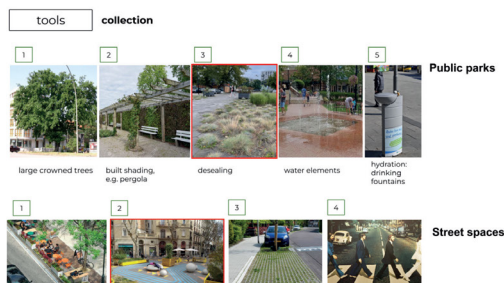 tools collection
1 2 3 4 5
Public parks
large crowned trees
built shading,
e.g. pergola
desealing
water elements
hydration:
drinking
fountains
1 2 3 4
Street spaces